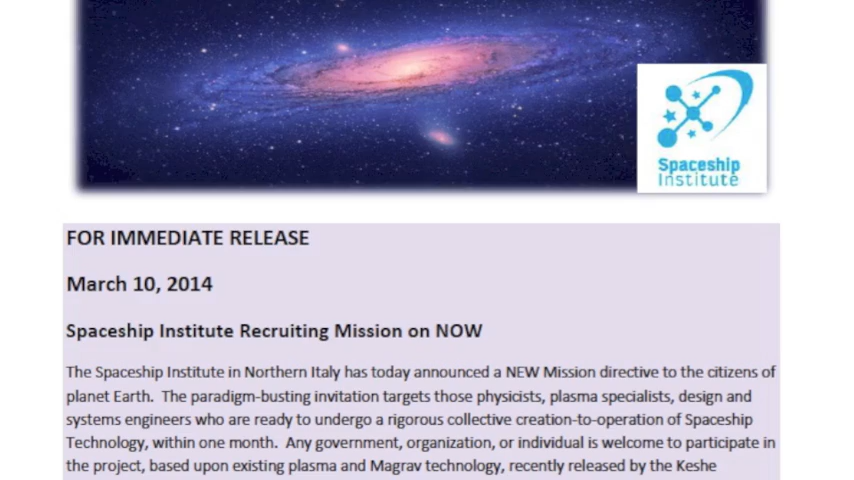 Spaceship
Institute
FOR IMMEDIATE RELEASE
March 10, 2014
Spaceship Institute Recruiting Mission on NOW
The Spaceship Institute in Northern Italy has today announced a NEW Mission directive to the citizens of
planet Earth.  The paradigm-busting invitation targets those physicists, plasma specialists, design and
systems engineers who are ready to undergo a rigorous collective creation-to-operation of Spaceship
Technology, within one month.  Any government, organization, or individual is welcome to participate in
the project, based upon existing plasma and Magrav technology, recently released by the Keshe